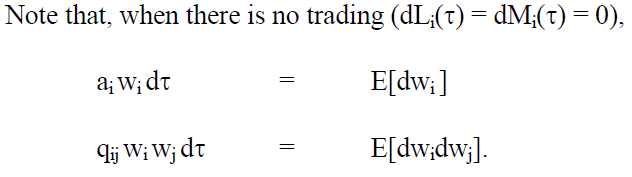 Note that, when there is no trading (dLᵢ(τ) = dMᵢ(τ) = 0),
aᵢ wᵢ dτ = E[dwᵢ]
qᵢⱼ wᵢ wⱼ dτ = E[dwᵢdwⱼ].